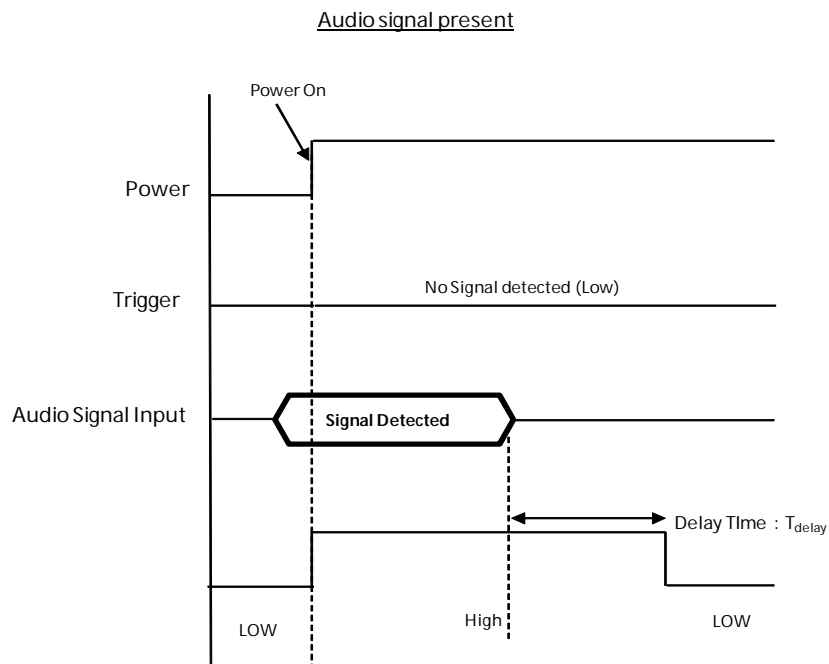 Audio signal present
Power On
Power
Trigger
No Signal detected (Low)
Audio Signal Input
Signal Detected
Delay TIme : Tdelay
LOW
High
LOW